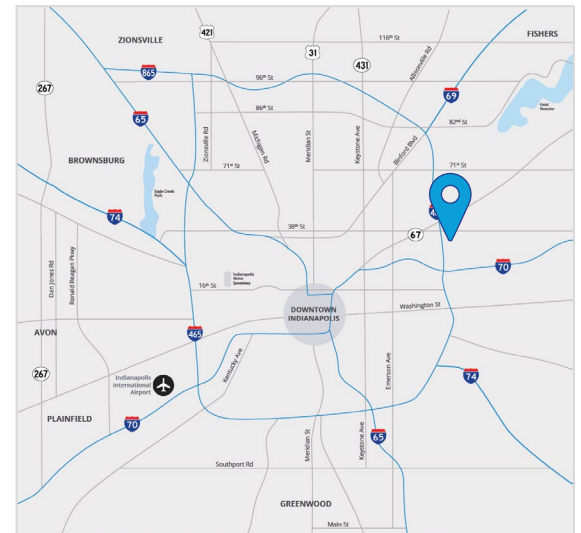 116th St
ZIONSVILLE
FISHERS
421
31
431
Allisonville Rd
865
96th St
267
69
86th St
65
82nd St
Geist
Reservoir
Zionsville Rd
Michigan Rd
Meridian St
Keystone Ave
Binford Blvd
BROWNSBURG
71st St
71st St
Eagle Creek
Park
74
38th St
67
70
Dan Jones Rd
Ronald Reagan Pkwy
16th St
Indianapolis
Motor
Speedway
Washington St
DOWNTOWN
INDIANAPOLIS
AVON
465
267
Kentucky Ave
Emerson Ave
74
Indianapolis
International
Airport
PLAINFIELD
70
Meridian St
Keystone Ave
65
Southport Rd
GREENWOOD
Main St